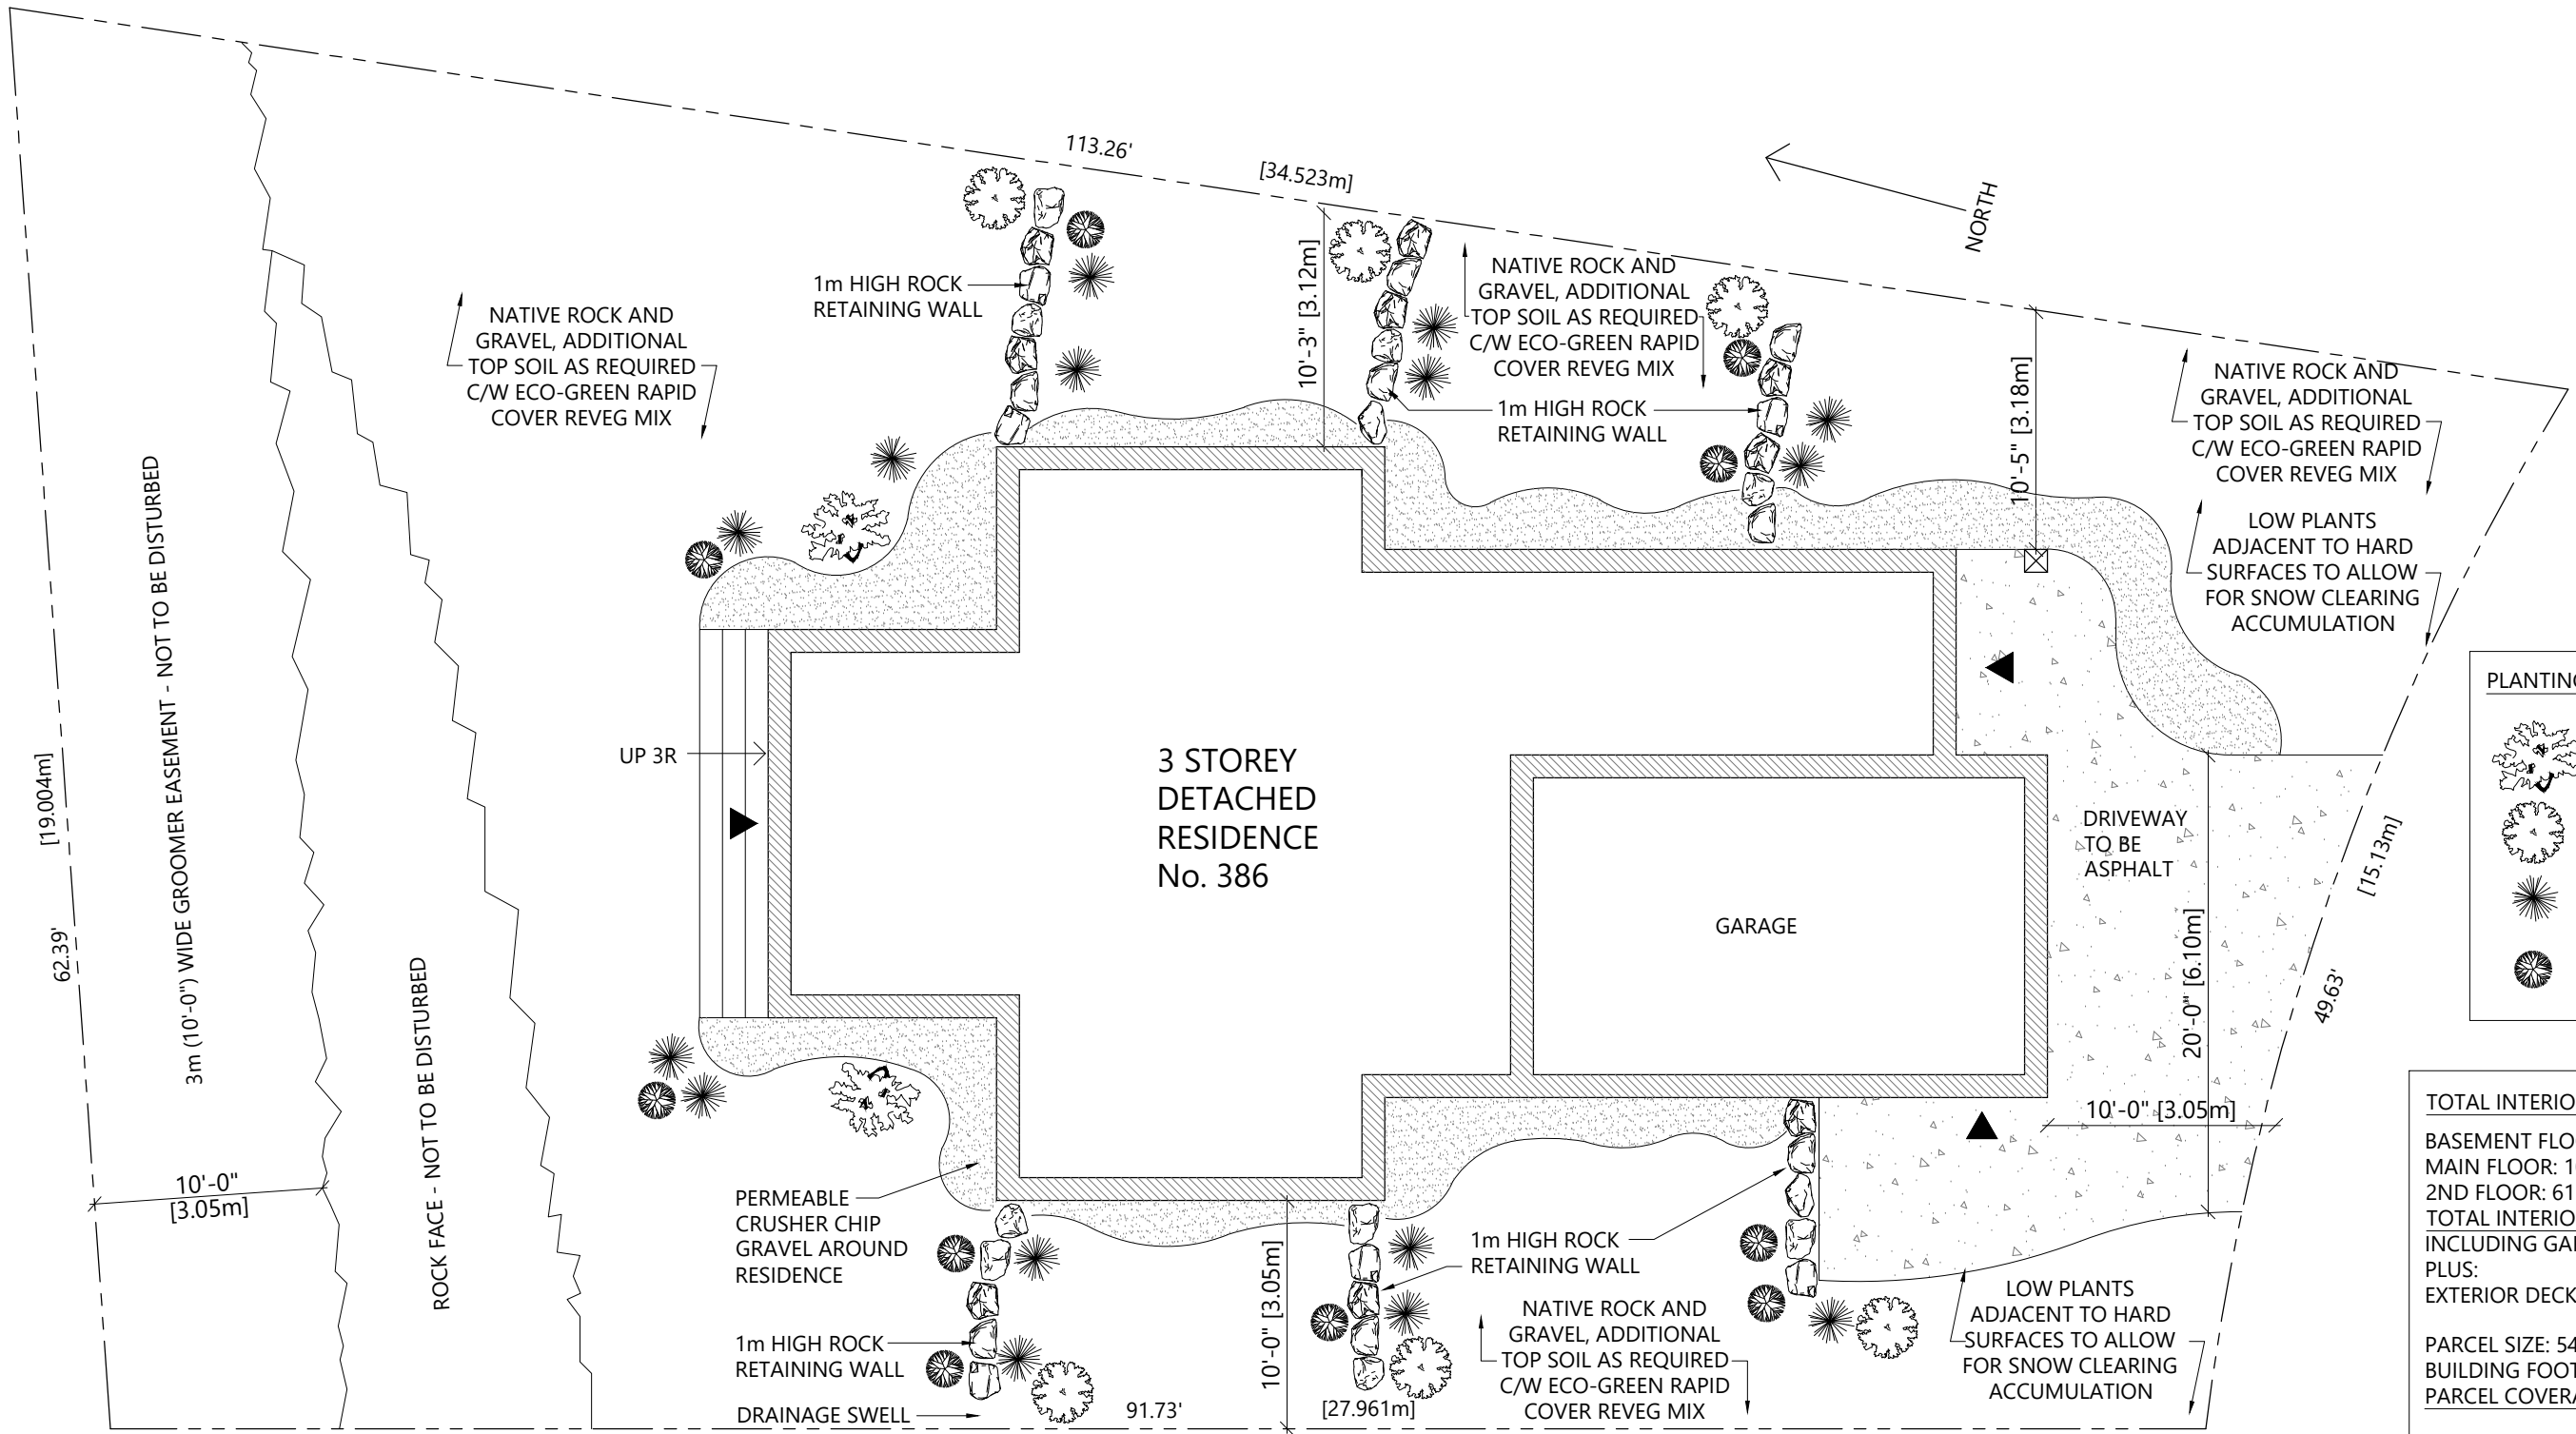 113.26'
[34.523m]
NORTH
1m HIGH ROCK
RETAINING WALL
NATIVE ROCK AND
GRAVEL, ADDITIONAL
TOP SOIL AS REQUIRED
C/W ECO-GREEN RAPID
COVER REVEG MIX
10'-3" [3.12m]
NATIVE ROCK AND
GRAVEL, ADDITIONAL
TOP SOIL AS REQUIRED
C/W ECO-GREEN RAPID
COVER REVEG MIX
1m HIGH ROCK
RETAINING WALL
10'-5" [3.18m]
NATIVE ROCK AND
GRAVEL, ADDITIONAL
TOP SOIL AS REQUIRED
C/W ECO-GREEN RAPID
COVER REVEG MIX
LOW PLANTS
ADJACENT TO HARD
SURFACES TO ALLOW
FOR SNOW CLEARING
ACCUMULATION
[19.004m]
62.39'
3m (10'-0") WIDE GROOMER EASEMENT - NOT TO BE DISTURBED
ROCK FACE - NOT TO BE DISTURBED
10'-0"
[3.05m]
UP 3R
3 STOREY
DETACHED
RESIDENCE
No. 386
GARAGE
DRIVEWAY
TO BE
ASPHALT
20'-0" [6.10m]
[15.13m]
49.63'
10'-0" [3.05m]
PERMEABLE
CRUSHER CHIP
GRAVEL AROUND
RESIDENCE
1m HIGH ROCK
RETAINING WALL
DRAINAGE SWELL
91.73'
10'-0" [3.05m]
[27.961m]
1m HIGH ROCK
RETAINING WALL
NATIVE ROCK AND
GRAVEL, ADDITIONAL
TOP SOIL AS REQUIRED
C/W ECO-GREEN RAPID
COVER REVEG MIX
LOW PLANTS
ADJACENT TO HARD
SURFACES TO ALLOW
FOR SNOW CLEARING
ACCUMULATION
PLANTING
TOTAL INTERIO
BASEMENT FLO
MAIN FLOOR: 1
2ND FLOOR: 61
TOTAL INTERIO
INCLUDING GA
PLUS:
EXTERIOR DECK
PARCEL SIZE: 54
BUILDING FOOT
PARCEL COVERA